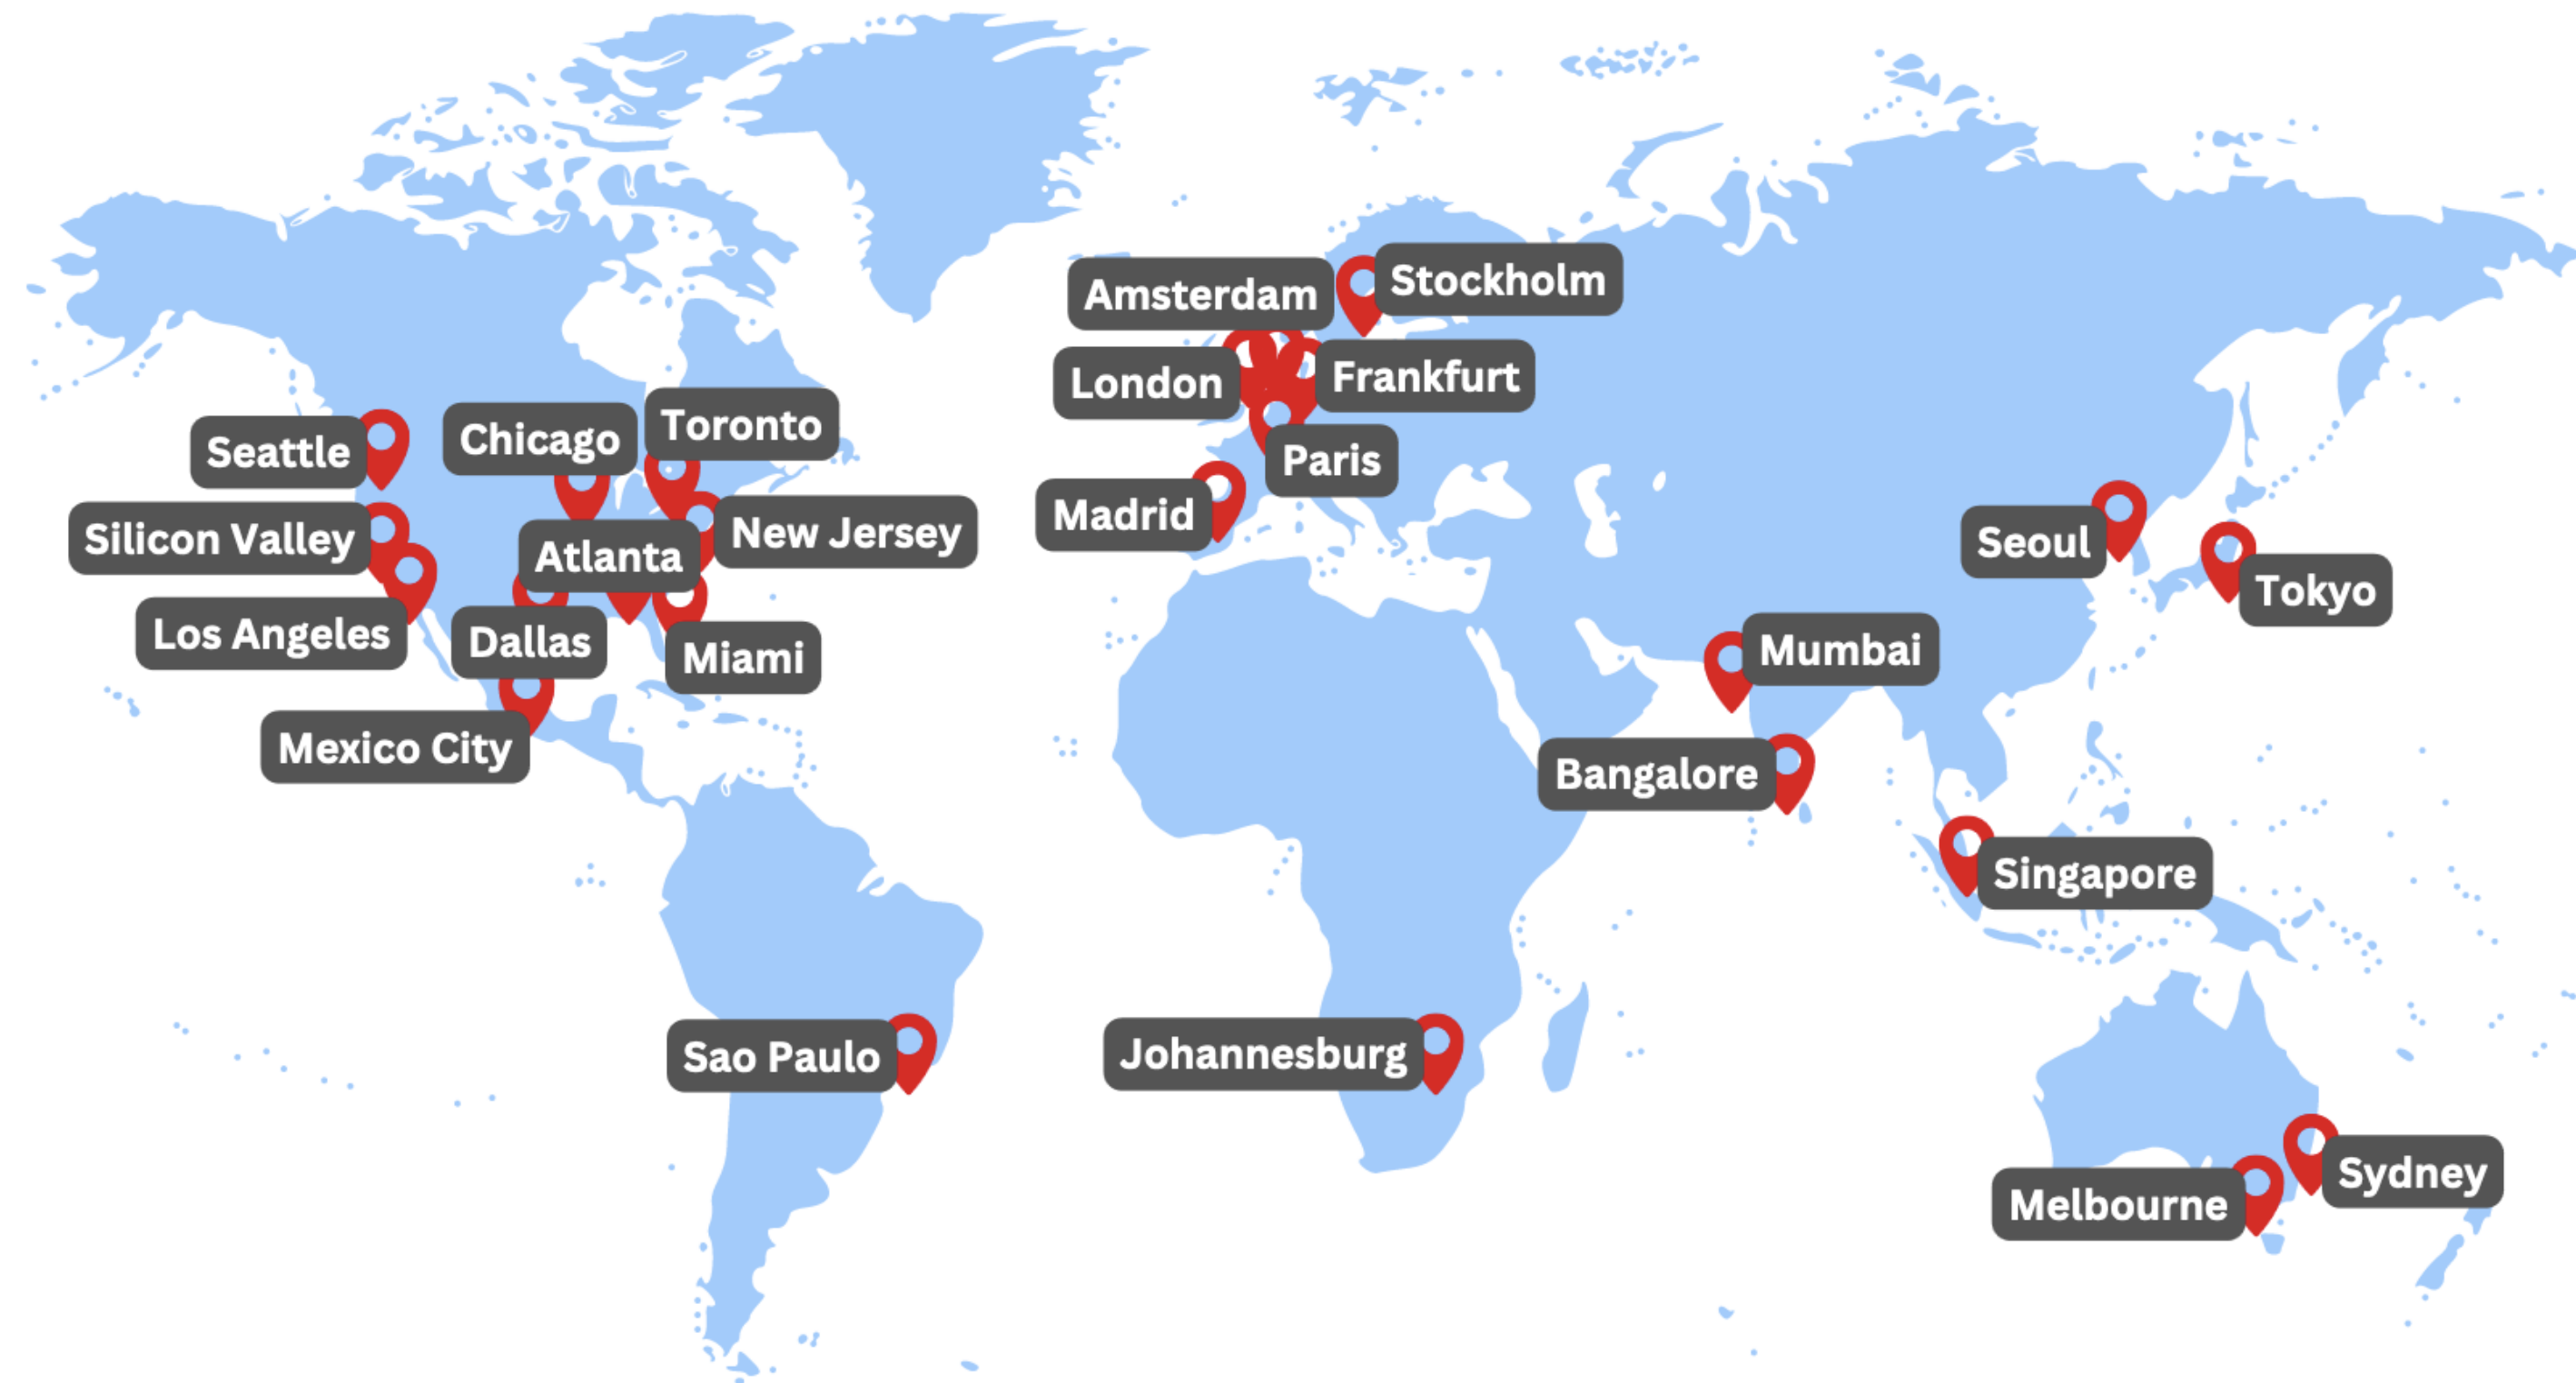 Stockholm
Amsterdam
Frankfurt
London
Toronto
Chicago
Seattle
Paris
Madrid
New Jersey
Silicon Valley
Seoul
Atlanta
Tokyo
Los Angeles
Dallas
Mumbai
Miami
Mexico City
Bangalore
Singapore
Sao Paulo
Johannesburg
Sydney
Melbourne